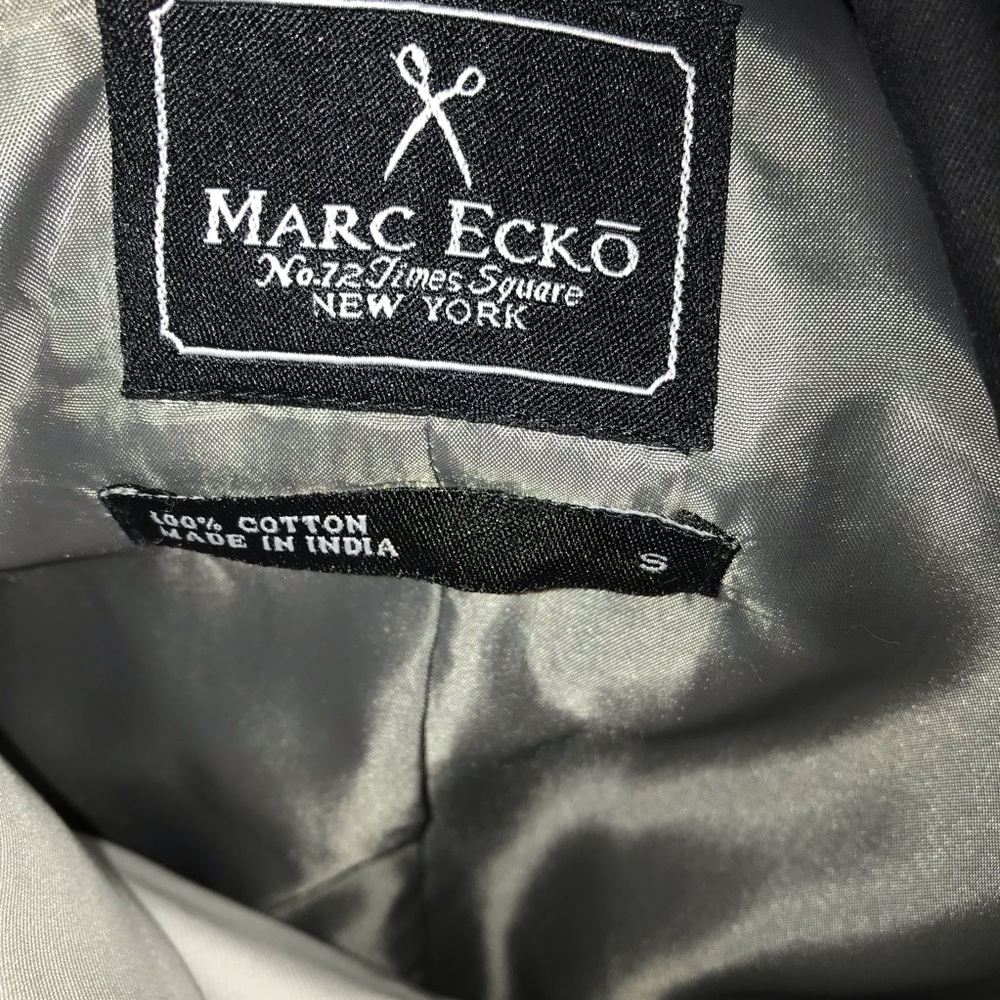 MARC ECKŌ
No.72 Times Square
NEW YORK
100% COTTON
MADE IN INDIA
S